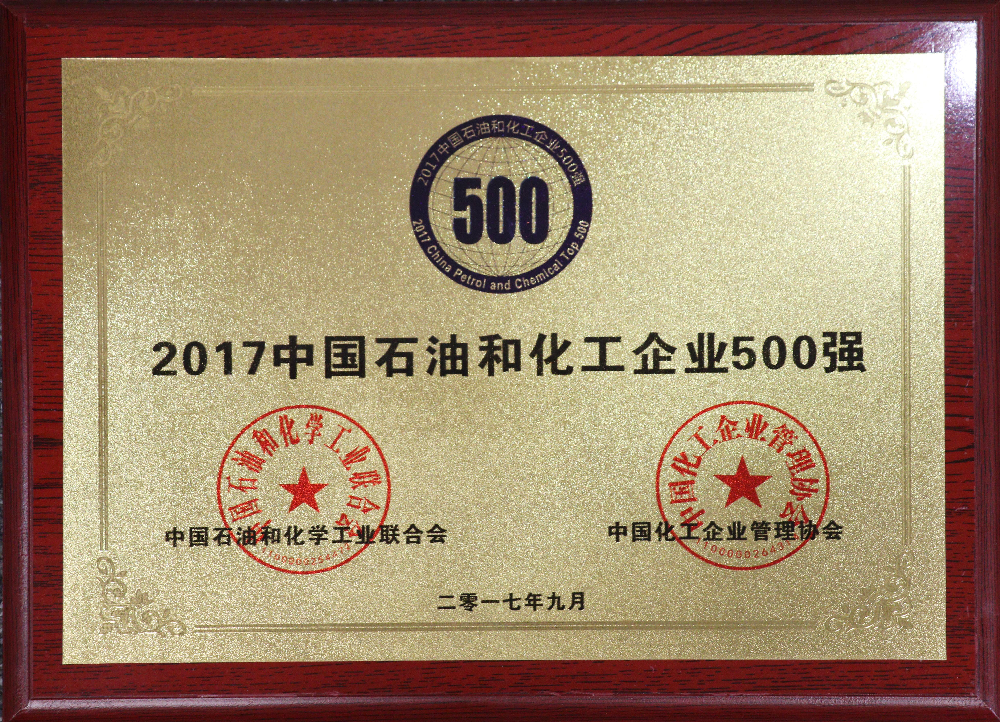 2017中国石油和化工企业500强
500
2017 China Petrol and Chemical Top 500
2017中国石油和化工企业500强
中国石油和化学工业联合会
中国化工企业管理协会
中国石油和化学工业联合会
中国化工企业管理协会
二零一七年九月